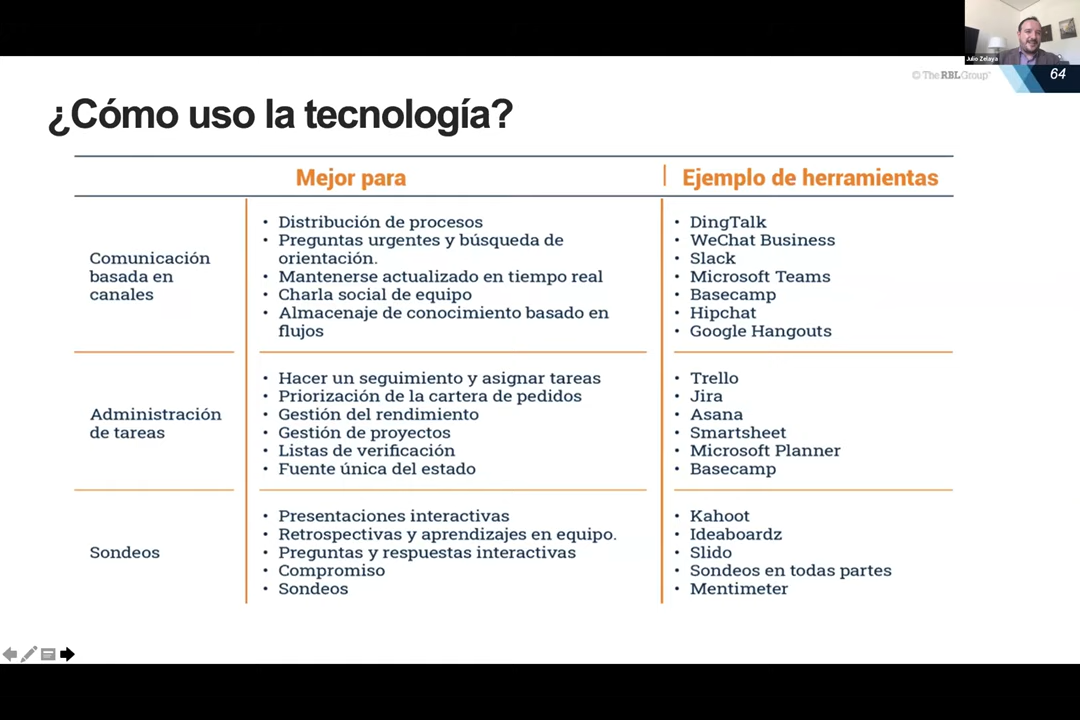 Julio Zelaya
© The RBL Group
64
¿Cómo uso la tecnología?
Mejor para
Ejemplo de herramientas
Comunicación
basada en
canales
• Distribución de procesos
• Preguntas urgentes y búsqueda de
orientación.
• Mantenerse actualizado en tiempo real
• Charla social de equipo
• Almacenaje de conocimiento basado en
flujos
• DingTalk
• WeChat Business
• Slack
• Microsoft Teams
• Basecamp
• Hipchat
• Google Hangouts
Administración
de tareas
• Hacer un seguimiento y asignar tareas
• Priorización de la cartera de pedidos
• Gestión del rendimiento
• Gestión de proyectos
• Listas de verificación
• Fuente única del estado
• Trello
• Jira
• Asana
• Smartsheet
• Microsoft Planner
• Basecamp
Sondeos
• Presentaciones interactivas
• Retrospectivas y aprendizajes en equipo.
• Preguntas y respuestas interactivas
• Compromiso
• Sondeos
• Kahoot
• Ideaboardz
• Slido
• Sondeos en todas partes
• Mentimeter